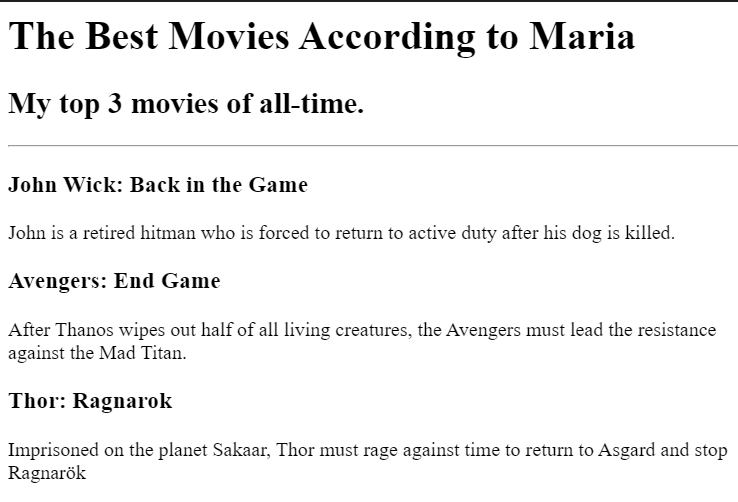 The Best Movies According to Maria
My top 3 movies of all-time.
John Wick: Back in the Game
John is a retired hitman who is forced to return to active duty after his dog is killed.
Avengers: End Game
After Thanos wipes out half of all living creatures, the Avengers must lead the resistance
against the Mad Titan.
Thor: Ragnarok
Imprisoned on the planet Sakaar, Thor must rage against time to return to Asgard and stop
Ragnarök